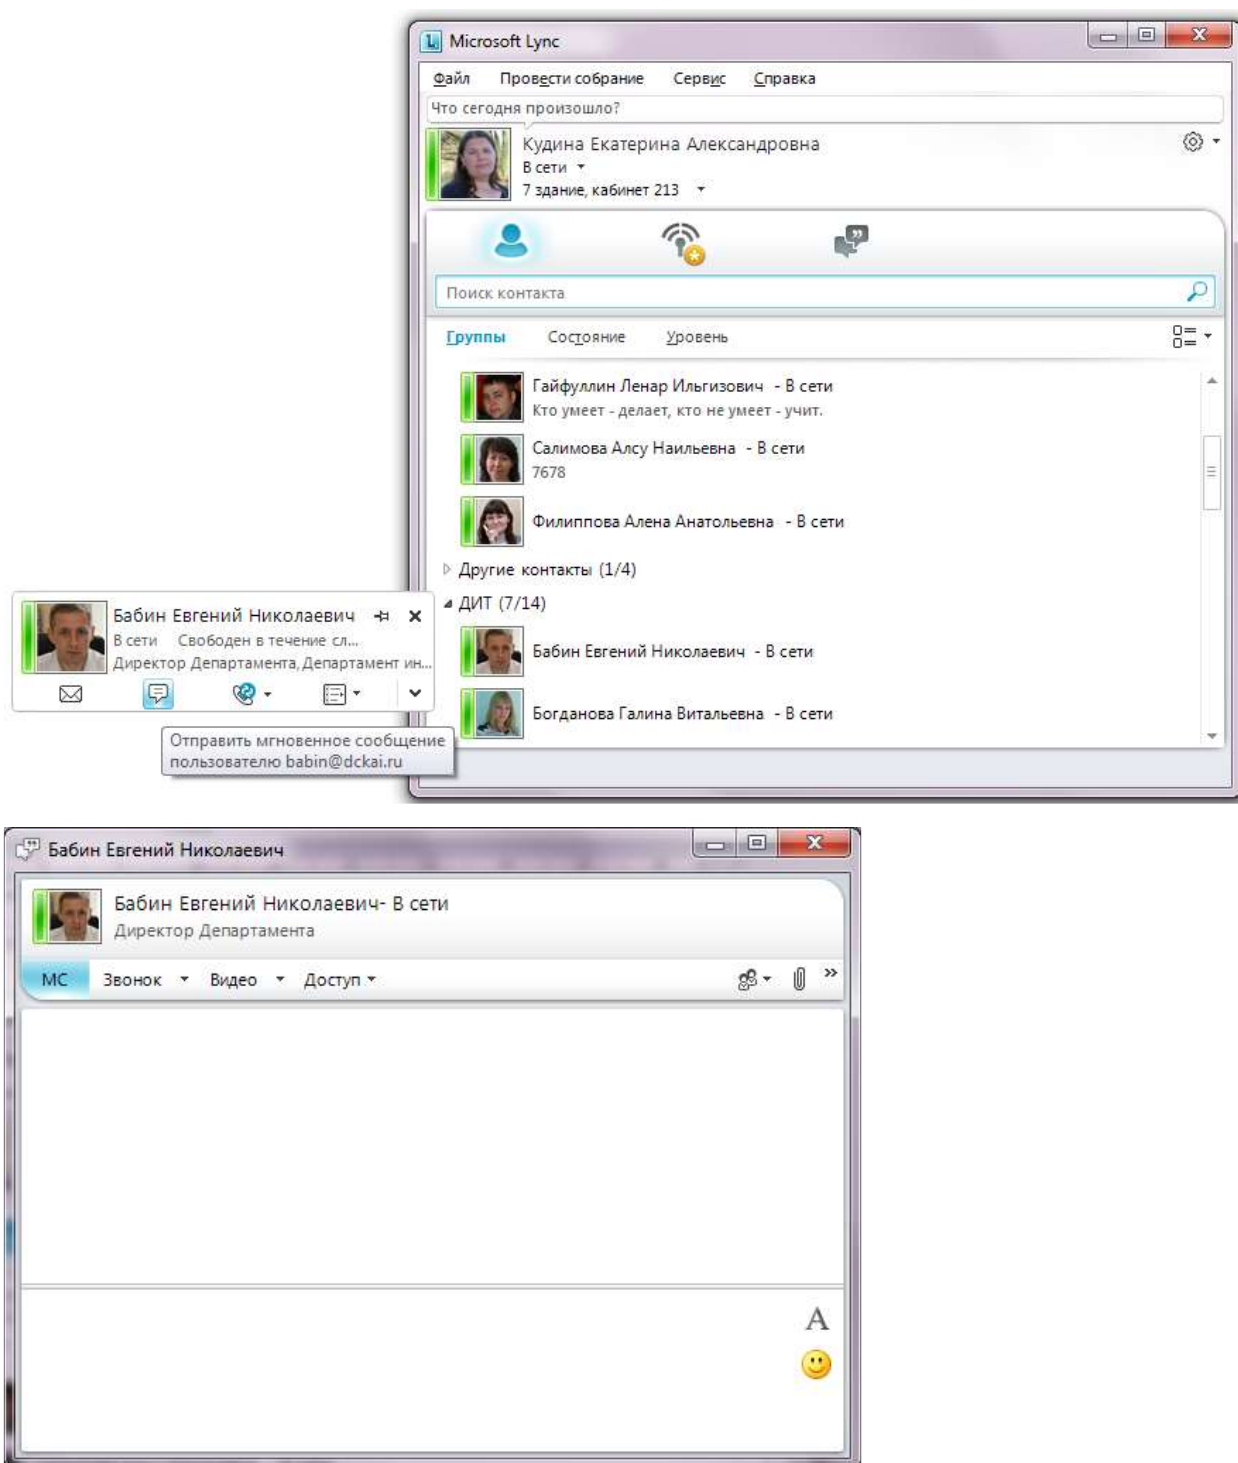 Microsoft Lync
Файл Провести собрание Сервис Справка
Что сегодня произошло?
Кудина Екатерина Александровна
В сети
7 здание, кабинет 213
Поиск контакта
Группы Состояние Уровень
Гайфуллин Ленар Ильгизович - В сети
Кто умеет - делает, кто не умеет - учит.
Салимова Алсу Наильевна - В сети
7678
Филиппова Алена Анатольевна - В сети
Другие контакты (1/4)
ДИТ (7/14)
Бабин Евгений Николаевич - В сети
Богданова Галина Витальевна - В сети
Бабин Евгений Николаевич
В сети Свободен в течение сл...
Директор Департамента, Департамент ин...
Отправить мгновенное сообщение
пользователю babin@dckai.ru
Бабин Евгений Николаевич
Бабин Евгений Николаевич- В сети
Директор Департамента
МС Звонок Видео Доступ
A